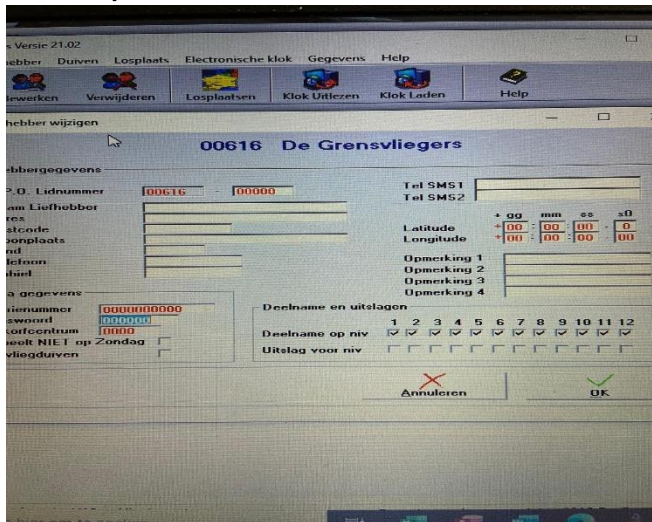 s Versie 21.02
ebber Duiven Losplaats Electronische klok Gegevens Help
ewerken Verwijderen Losplaatsen Klok Uitlezen Klok Laden Help
hebber wijzigen
00616 De Grensvliegers
ebbergegevens
P.O. Lidnummer 00616 - 00000
Tel SMS1
Tel SMS2
am Liefhebber
res
+ gg mm ss s0
stcode
Latitude + 00 : 00 : 00 . 0
oonplaats
Longitude + 00 : 00 : 00 . 00
nd
lefoon
Opmerking 1
biel
Opmerking 2
Opmerking 3
Opmerking 4
a gegevens
Deelname en uitslagen
rienummer 0000000000
swoord 000000
1 2 3 4 5 6 7 8 9 10 11 12
korfcentrum 0000
Deelname op niv
eelt NIET op Zondag
Uitslag voor niv
vliegduiven
Annuleren OK